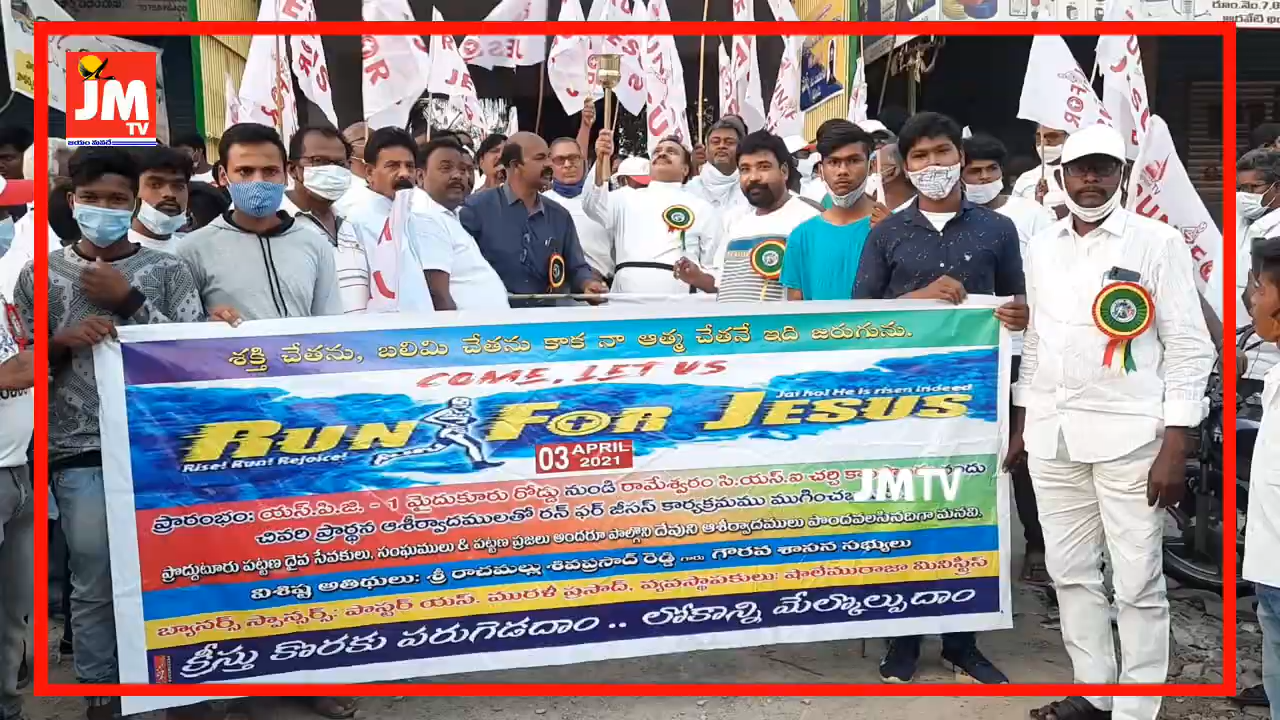 JM
TV
జయం మనదే
శక్తి చేతను, బలిమి చేతను కాక నా ఆత్మ చేతనే ఇది జరుగును.
COME, LET US
Jai ho! He is risen indeed
RUN FOR JESUS
Rise! Run! Rejoice!
03 APRIL 2021
ప్రారంభం: యస్.పి.జి. - 1 మైదుకూరు రోడ్డు నుండి రామేశ్వరం సి.యస్.ఐ చర్చి
చివరి ప్రార్థన ఆశీర్వాదములతో రన్ ఫర్ జీసస్ కార్యక్రమము
JMTV
ప్రొద్దుటూరు పట్టణ దైవ సేవకులు, సంఘములు & పట్టణ ప్రజలు అందరూ పాల్గొని దేవుని ఆశీర్వాదములు పొందవలసినదిగా మనవి.
విశిష్ట అతిథులు: శ్రీ రాచమల్లు శివప్రసాద్ రెడ్డి గారు గౌరవ శాసన సభ్యులు
బ్యానర్స్ స్పాన్సర్స్: పాస్టర్ యస్. మురళీ ప్రసాద్, వ్యవస్థాపకులు: షాలేమురాజా మినిస్ట్రీస్
క్రీస్తు కొరకు పరుగెడదాం .. లోకాన్ని మేల్కొల్పుదాం